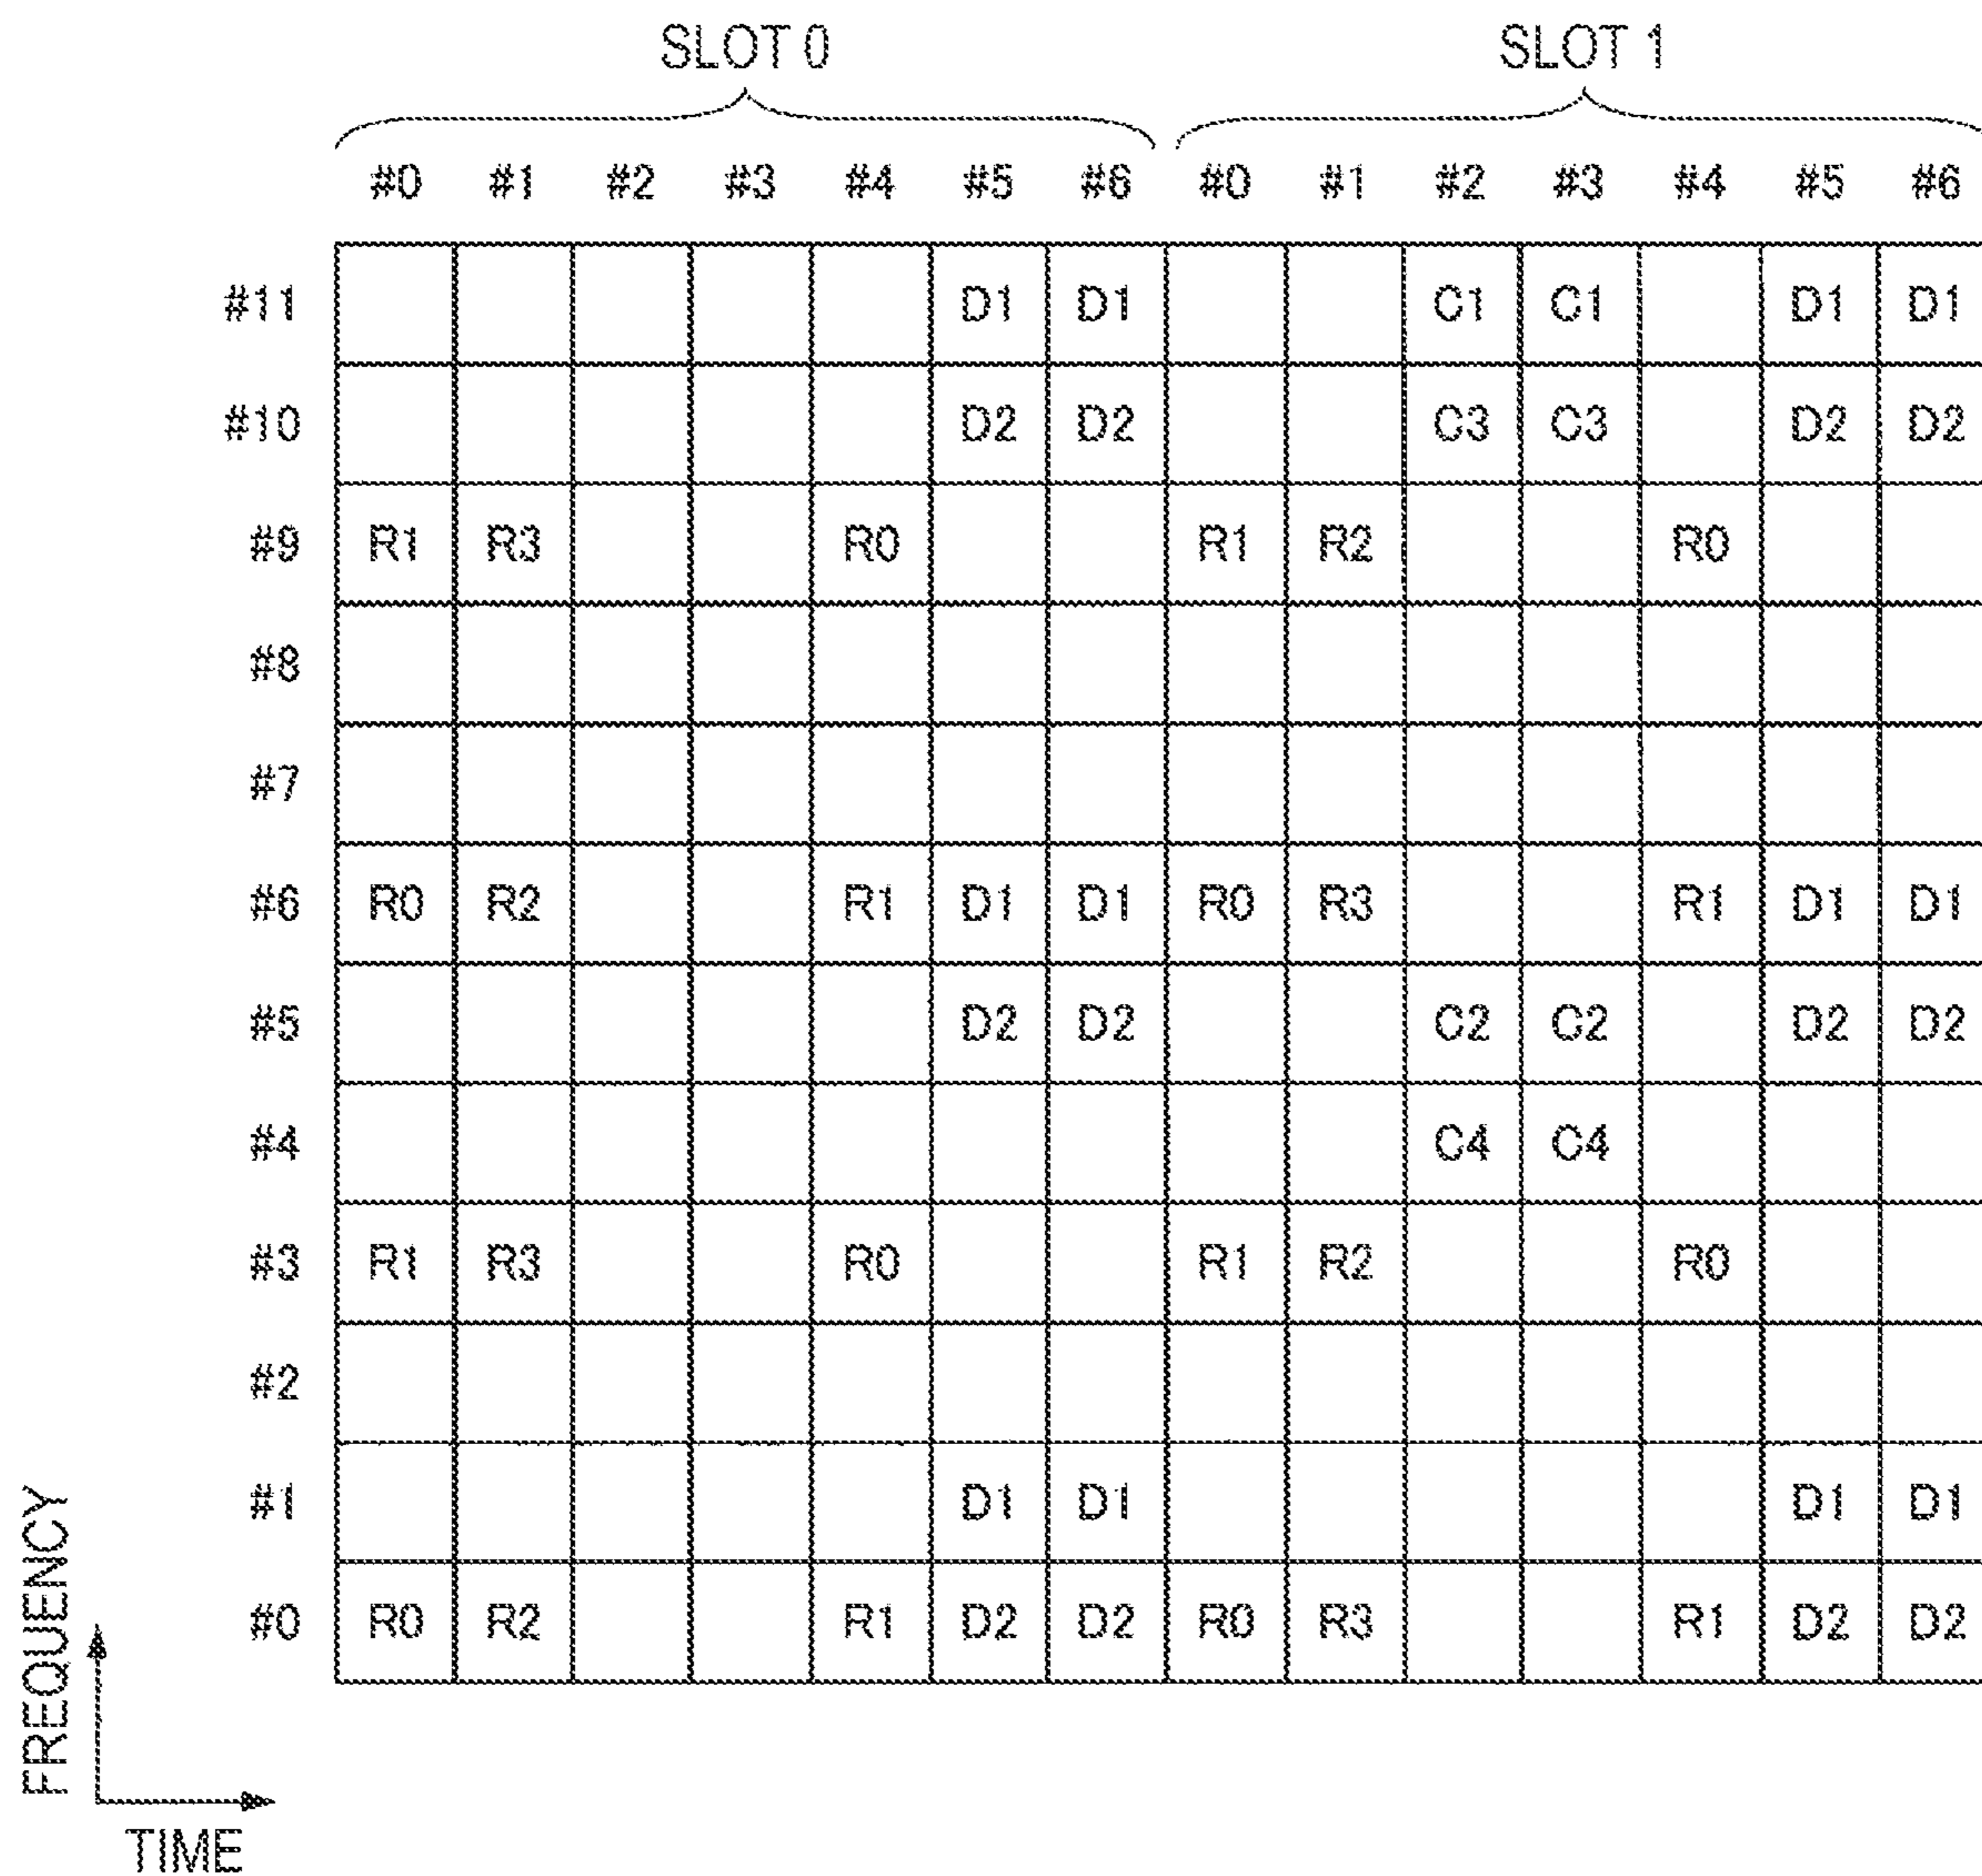 SLOT 0 SLOT 1
#0 #1 #2 #3 #4 #5 #6 #0 #1 #2 #3 #4 #5 #6
#11 D1 D1 C1 C1 D1 D1
#10 D2 D2 C3 C3 D2 D2
#9 R1 R3 R0 R1 R2 R0
#8
#7
#6 R0 R2 R1 D1 D1 R0 R3 R1 D1 D1
#5 D2 D2 C2 C2 D2 D2
#4 C4 C4
#3 R1 R3 R0 R1 R2 R0
#2
#1 D1 D1 D1 D1
#0 R0 R2 R1 D2 D2 R0 R3 R1 D2 D2
FREQUENCY
TIME